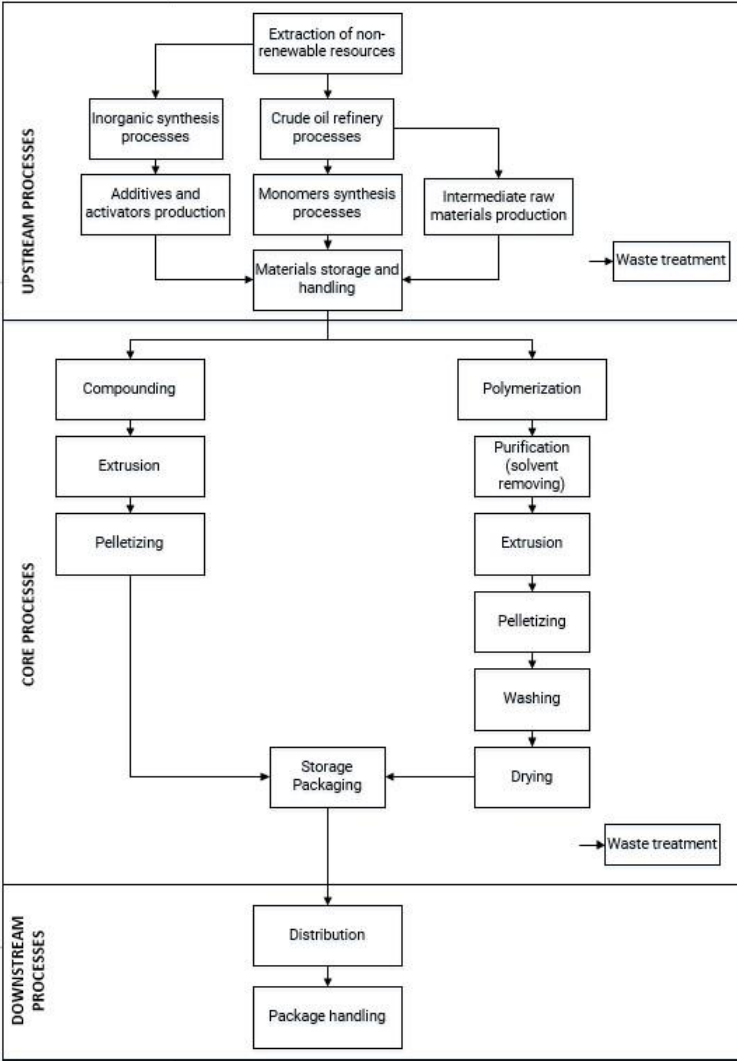 Extraction of non-
renewable resources
Inorganic synthesis
processes
Crude oil refinery
processes
Additives and
activators production
Monomers synthesis
processes
Intermediate raw
materials production
Materials storage and
handling
Waste treatment
UPSTREAM PROCESSES
Compounding
Polymerization
Extrusion
Purification
(solvent
removing)
Pelletizing
Extrusion
Pelletizing
Washing
Storage
Packaging
Drying
Waste treatment
CORE PROCESSES
Distribution
Package handling
DOWNSTREAM
PROCESSES